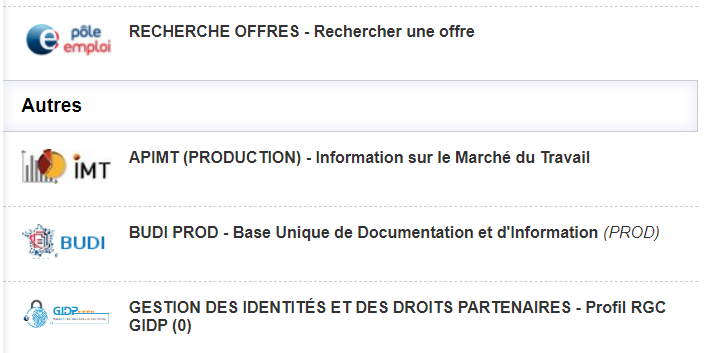 pôle
emploi
RECHERCHE OFFRES - Rechercher une offre
Autres
iMT
APIMT (PRODUCTION) - Information sur le Marché du Travail
BUDI
BUDI PROD - Base Unique de Documentation et d'Information (PROD)
GIDP
GESTION DES IDENTITÉS ET DES DROITS PARTENAIRES - Profil RGC
GIDP (0)